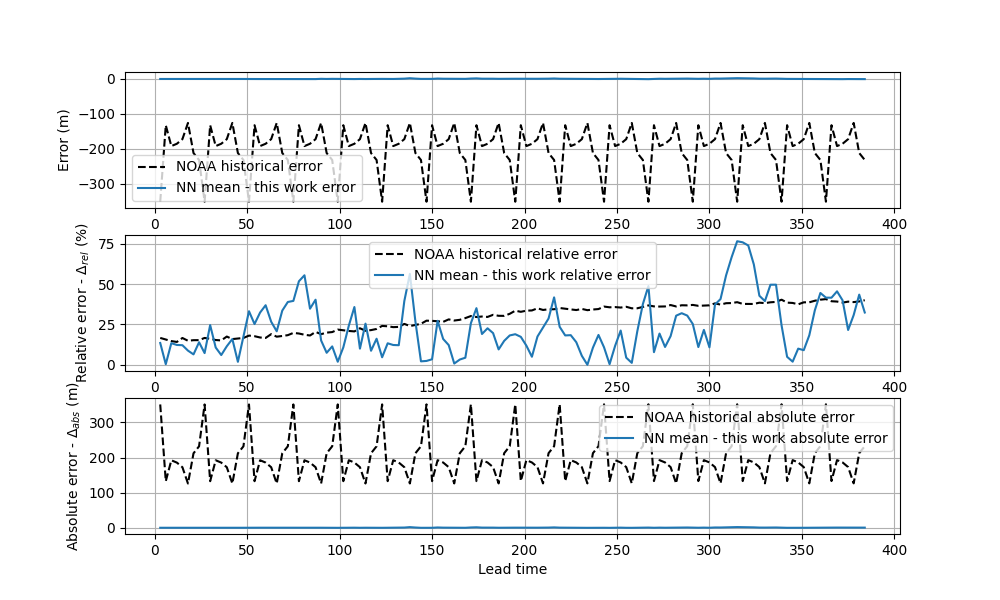 Error (m)
0
−100
−200
−300
NOAA historical error
NN mean - this work error
0 50 100 150 200 250 300 350 400
Relative error - Δrel (%)
75
50
25
0
NOAA historical relative error
NN mean - this work relative error
0 50 100 150 200 250 300 350 400
Absolute error - Δabs (m)
300
200
100
0
NOAA historical absolute error
NN mean - this work absolute error
0 50 100 150 200 250 300 350 400
Lead time